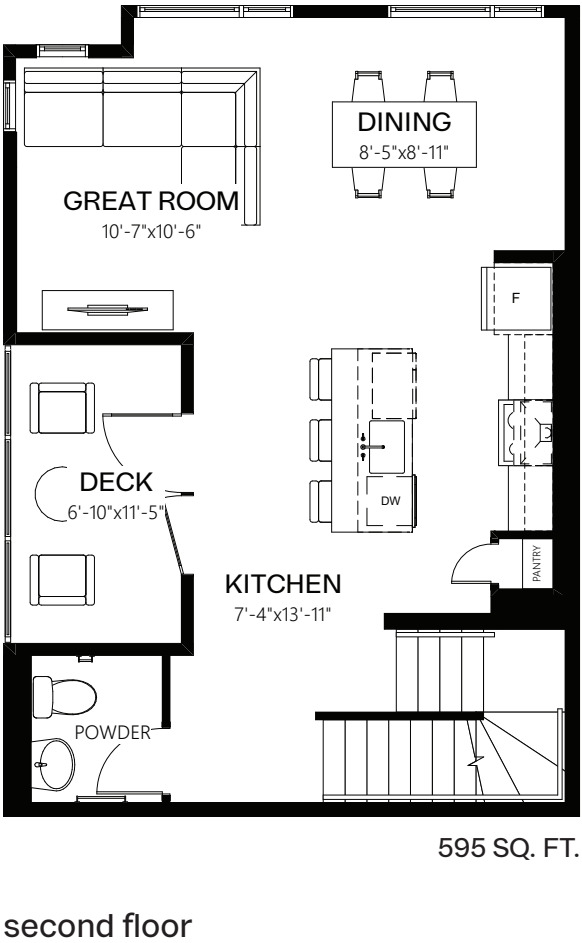 DINING
8'-5"x8'-11"
GREAT ROOM
10'-7"x10'-6"
F
DECK
6'-10"x11'-5"
DW
PANTRY
KITCHEN
7'-4"x13'-11"
POWDER
595 SQ. FT.
second floor